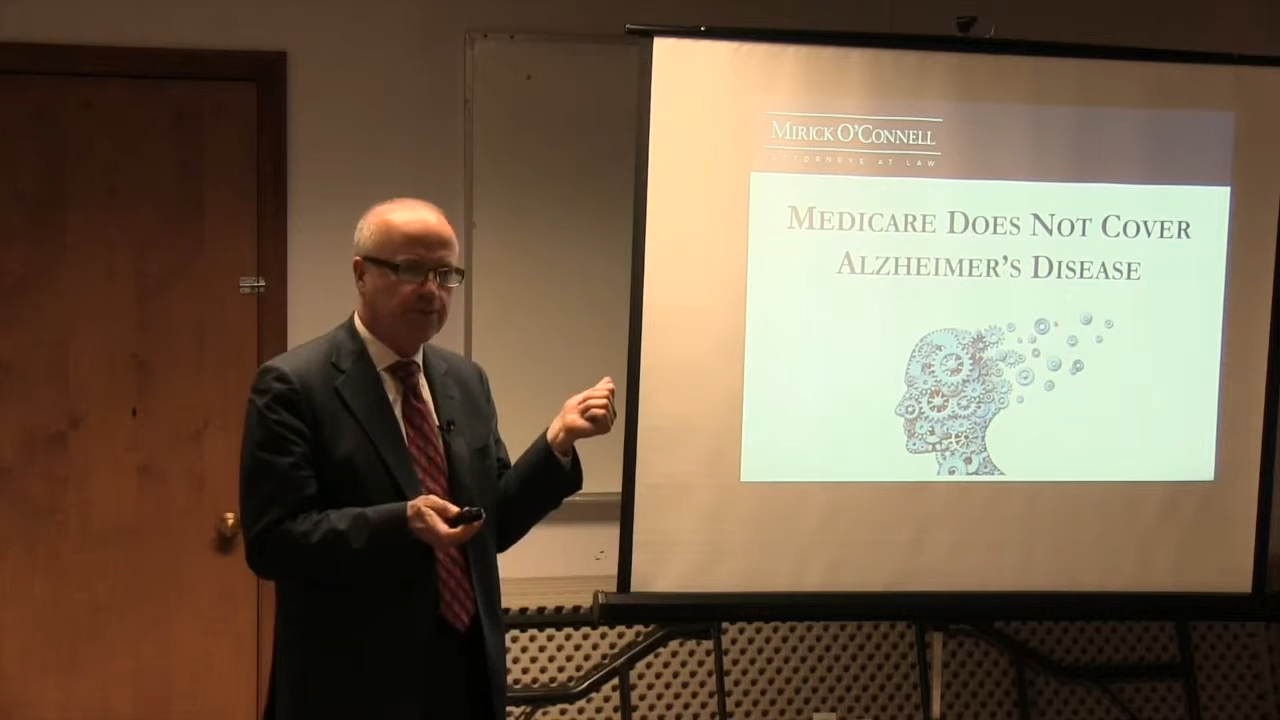 MIRICK O'CONNELL
ATTORNEYS AT LAW
MEDICARE DOES NOT COVER
ALZHEIMER'S DISEASE